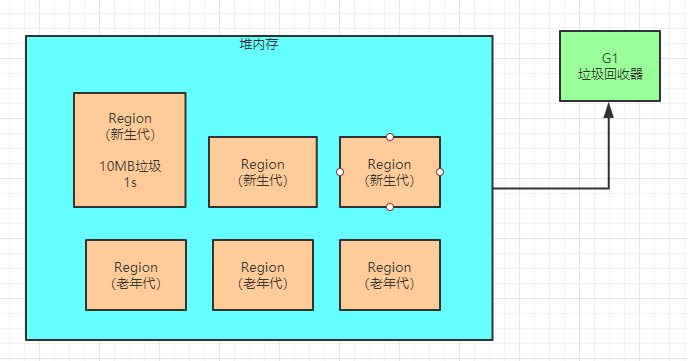 堆内存
G1
垃圾回收器
Region
(新生代)
10MB垃圾
1s
Region
(新生代)
Region
(新生代)
Region
(老年代)
Region
(老年代)
Region
(老年代)